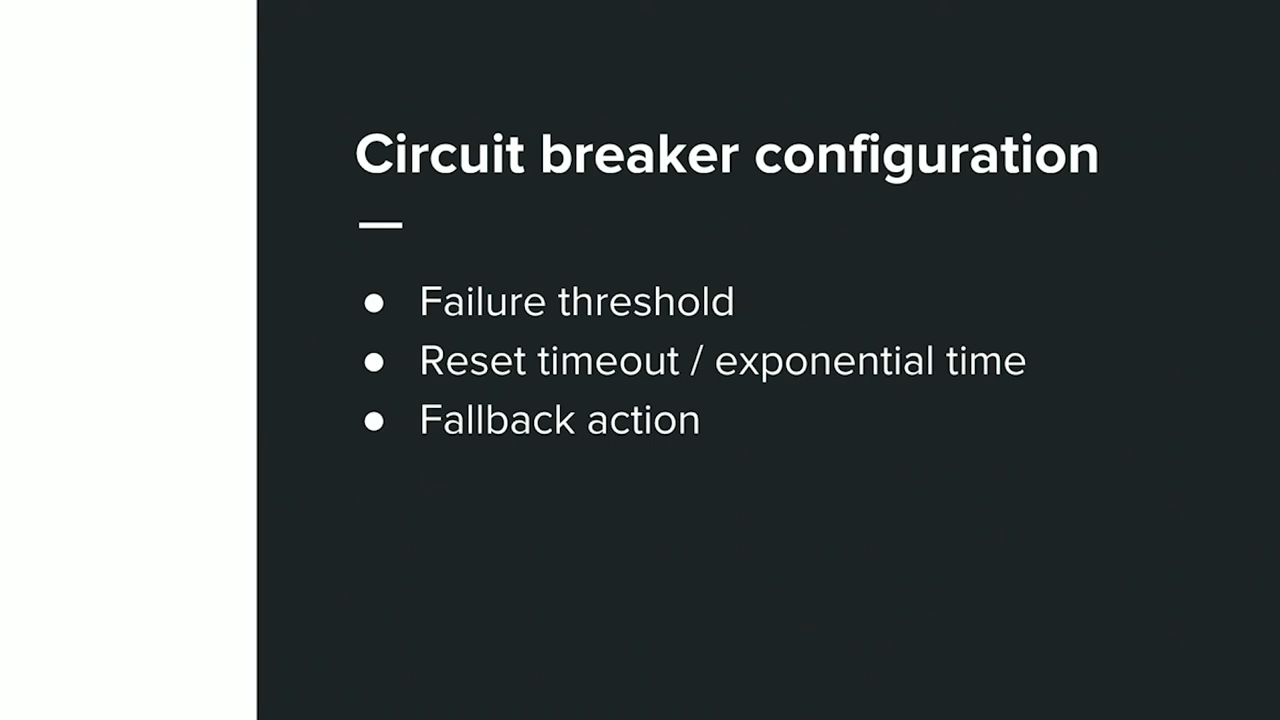 Circuit breaker configuration
● Failure threshold
● Reset timeout / exponential time
● Fallback action